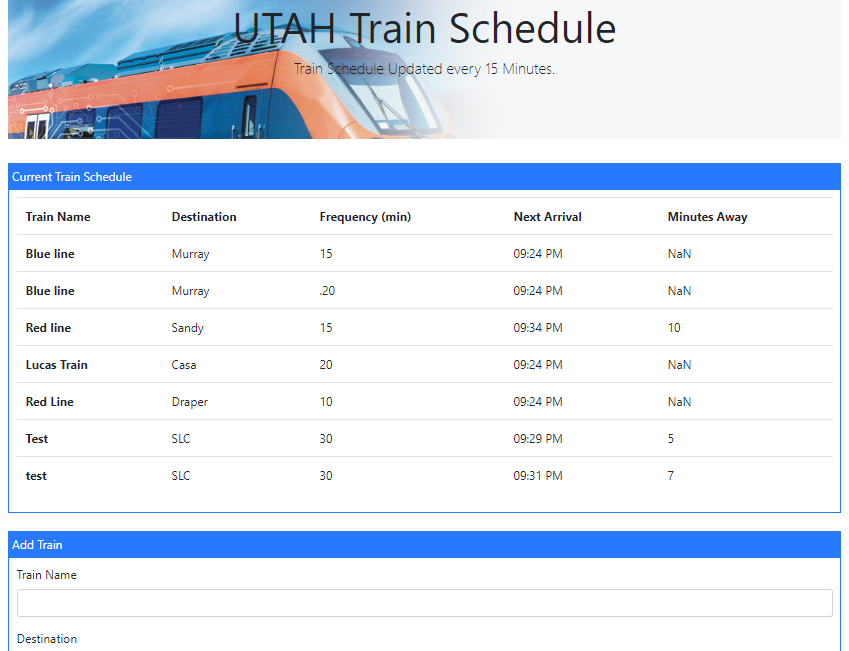 UTAH Train Schedule
Train Schedule Updated every 15 Minutes.
Current Train Schedule
Train Name Destination Frequency (min) Next Arrival Minutes Away
Blue line Murray 15 09:24 PM NaN
Blue line Murray .20 09:24 PM NaN
Red line Sandy 15 09:34 PM 10
Lucas Train Casa 20 09:24 PM NaN
Red Line Draper 10 09:24 PM NaN
Test SLC 30 09:29 PM 5
test SLC 30 09:31 PM 7
Add Train
Train Name
Destination